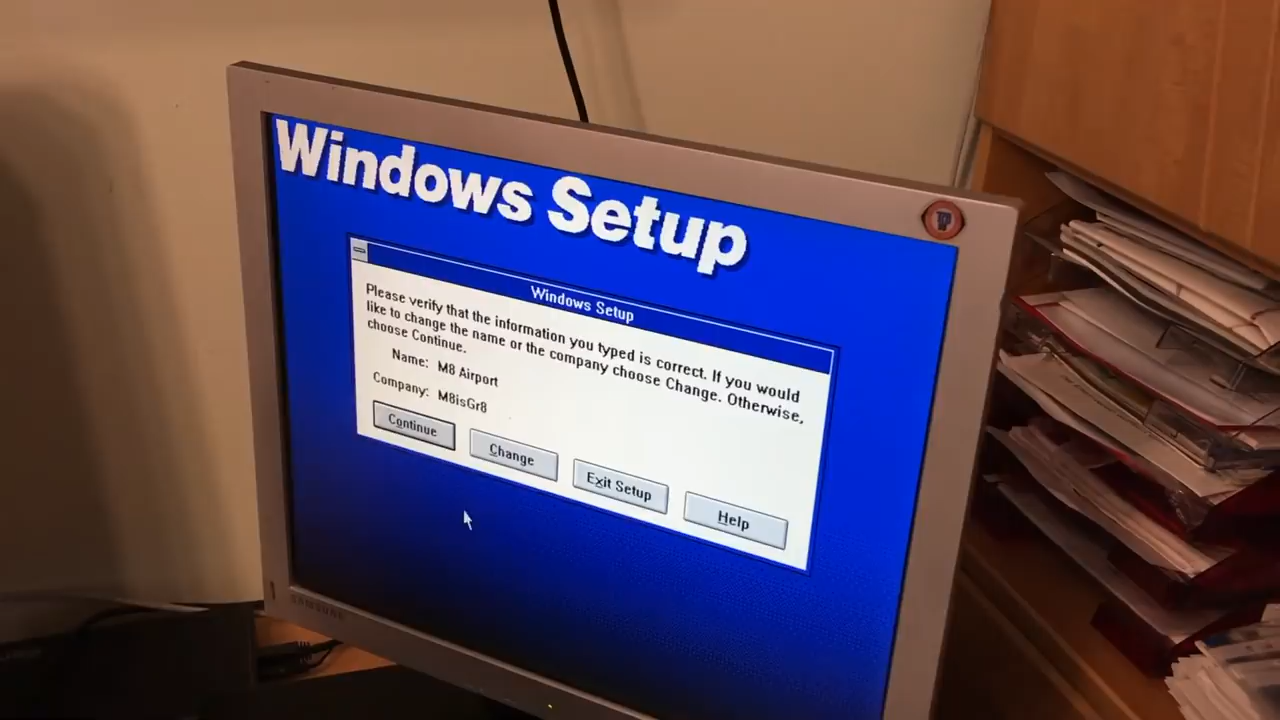 Windows Setup
Windows Setup
Please verify that the information you typed is correct. If you would
like to change the name or the company choose Change. Otherwise,
choose Continue.
Name: M8 Airport
Company: M8isGr8
Continue
Change
Exit Setup
Help
SAMSUNG